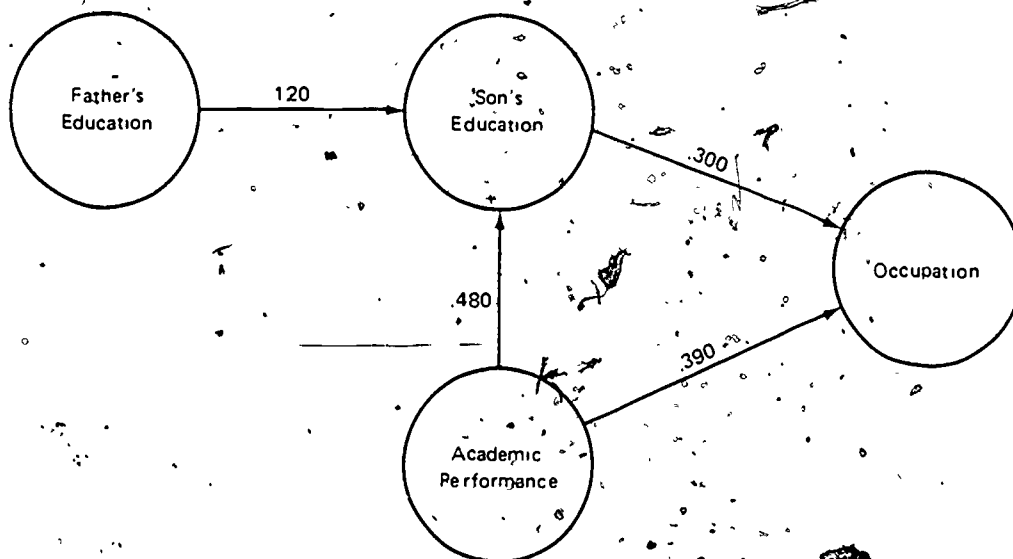 Father's
Education
120
Son's
Education
.300
Occupation
.480
.390
Academic
Performance